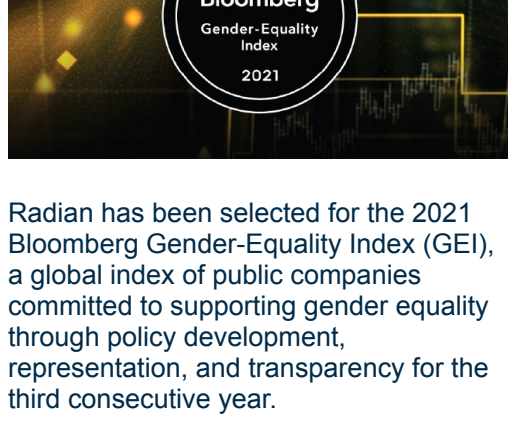 Bloomberg
Gender-Equality
Index
2021
Radian has been selected for the 2021
Bloomberg Gender-Equality Index (GEI),
a global index of public companies
committed to supporting gender equality
through policy development,
representation, and transparency for the
third consecutive year.